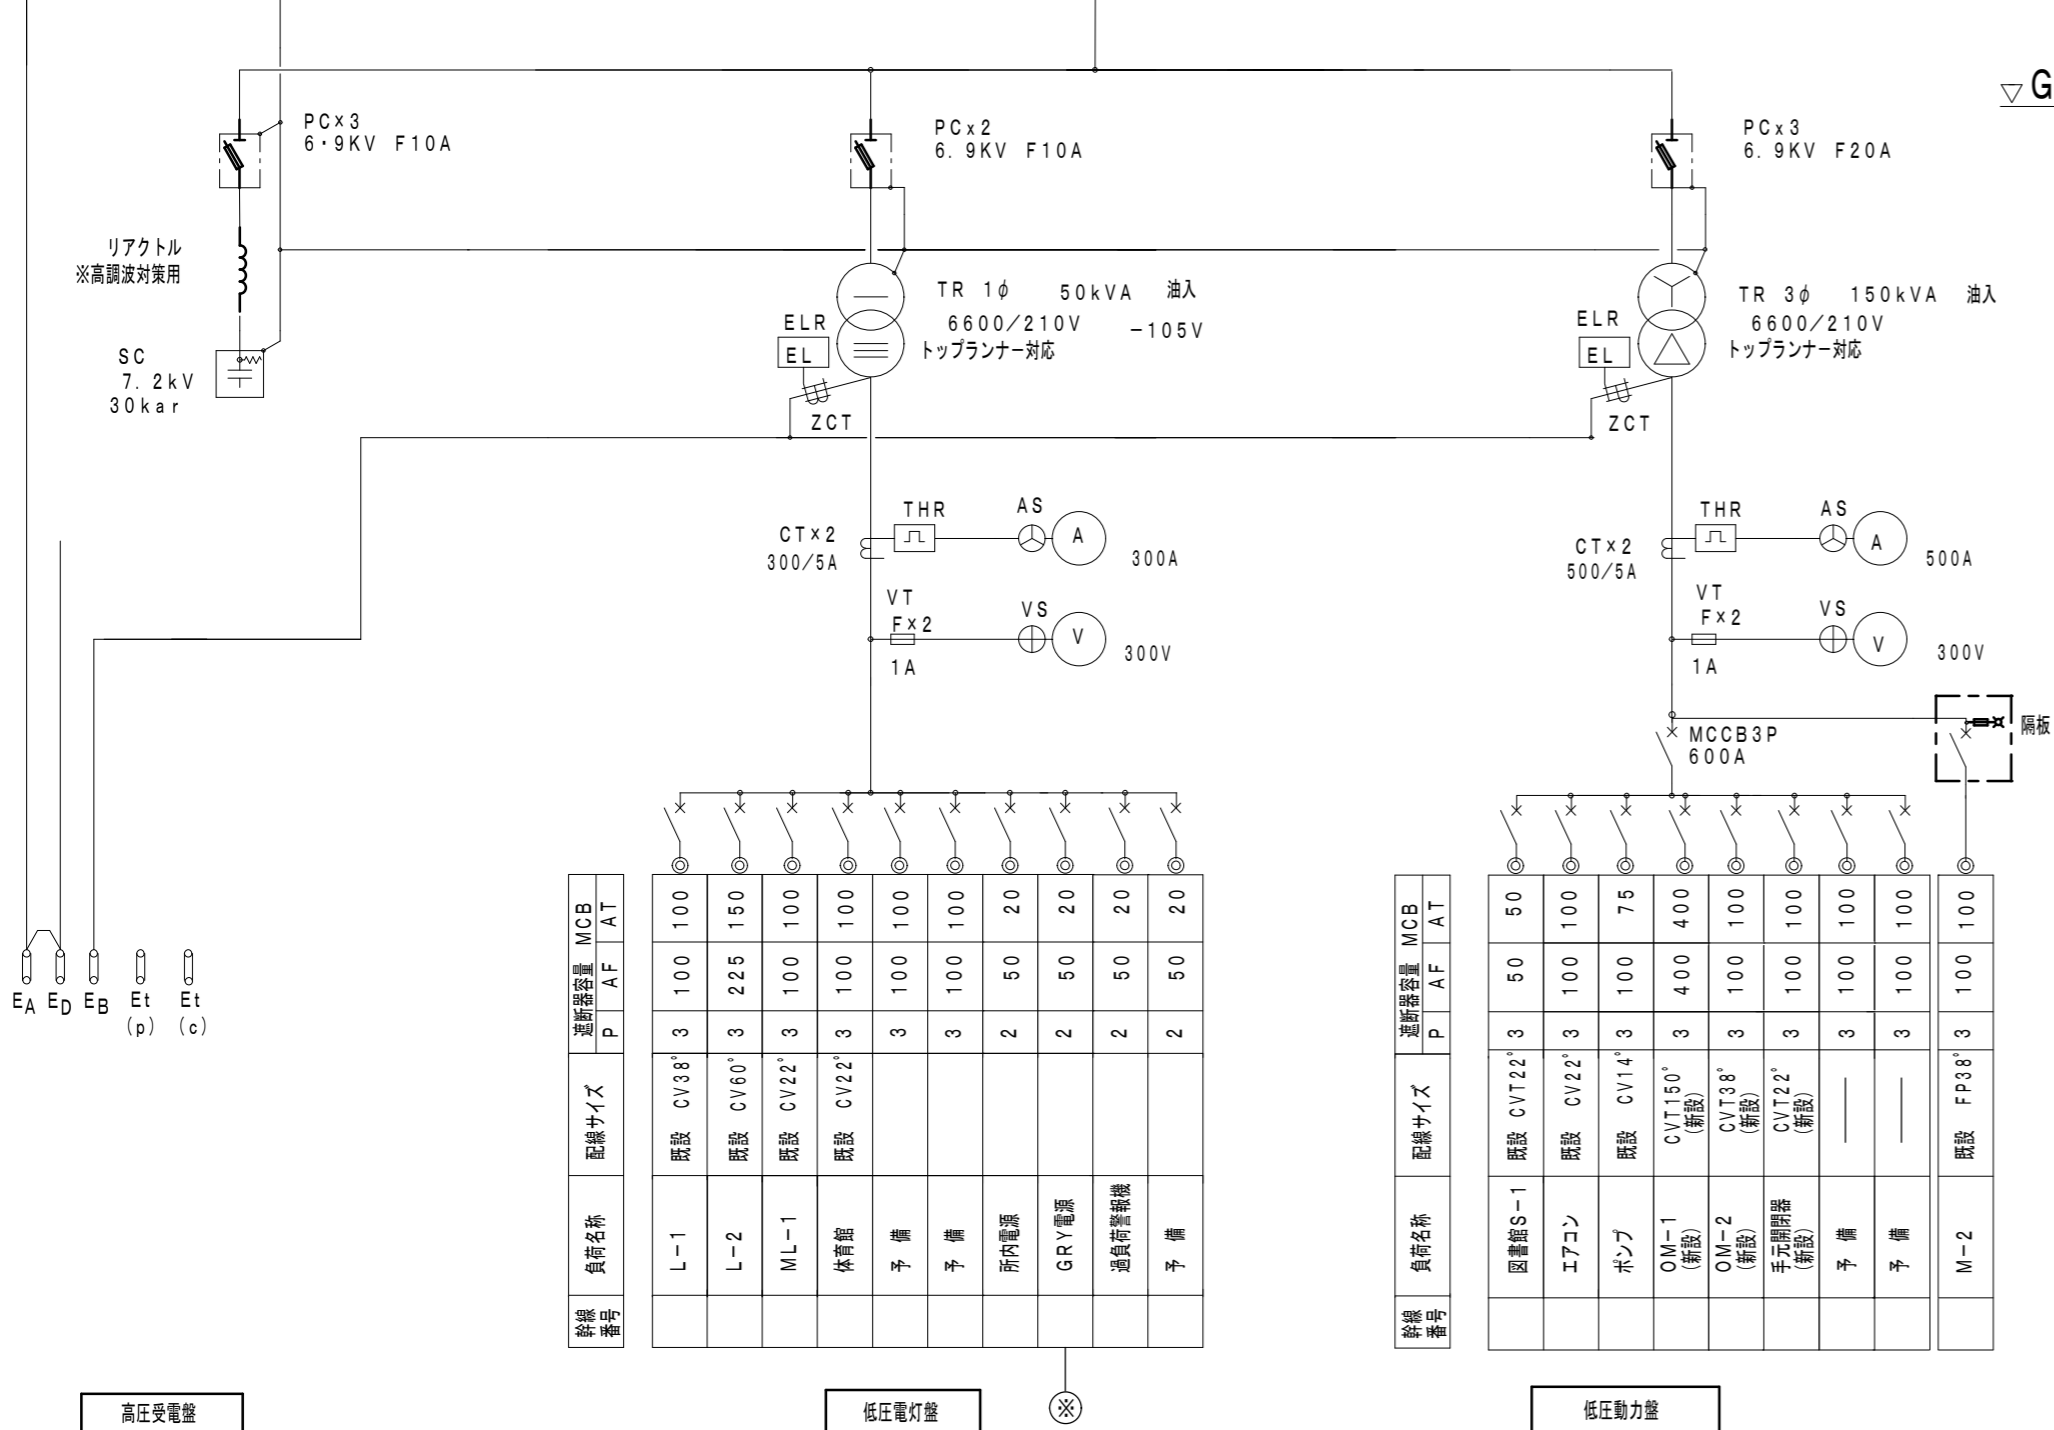 ▽G
PC×3
6・9KV F10A
PCx2
6.9KV F10A
PCx3
6.9KV F20A
リアクトル
※高調波対策用
SC
7.2kV
30kar
ELR
EL
ZCT
TR 1φ 50kVA 油入
6600/210V -105V
トップランナー対応
ELR
EL
ZCT
TR 3φ 150kVA 油入
6600/210V
トップランナー対応
CT×2
300/5A
THR
AS
A
300A
VT
F×2
1A
VS
V
300V
CT×2
500/5A
THR
AS
A
500A
VT
F×2
1A
VS
V
300V
MCCB3P
600A
隔板
EA ED EB Et Et
(p) (c)
遮断器容量 MCB
AT
100 150 100 100 100 100 20 20 20 20
AF
100 225 100 100 100 100 50 50 50 50
P
3 3 3 3 3 3 2 2 2 2
配線サイズ
既設 CV38°
既設 CV60°
既設 CV22°
既設 CV22°
負荷名称
L-1
L-2
ML-1
体育館
予 備
予 備
所内電源
GRY電源
過負荷警報機
予 備
幹線
番号
遮断器容量 MCB
AT
50 100 75 400 100 100 100 100 100
AF
50 100 100 400 100 100 100 100 100
P
3 3 3 3 3 3 3 3 3
配線サイズ
既設 CVT22°
既設 CV22°
既設 CV14°
CVT150°
(新設)
CVT38°
(新設)
CVT22°
(新設)
既設 FP38°
負荷名称
図書館S-1
エアコン
ポンプ
OM-1
(新設)
OM-2
(新設)
手元開閉器
(新設)
予 備
予 備
M-2
幹線
番号
高圧受電盤
低圧電灯盤
※
低圧動力盤